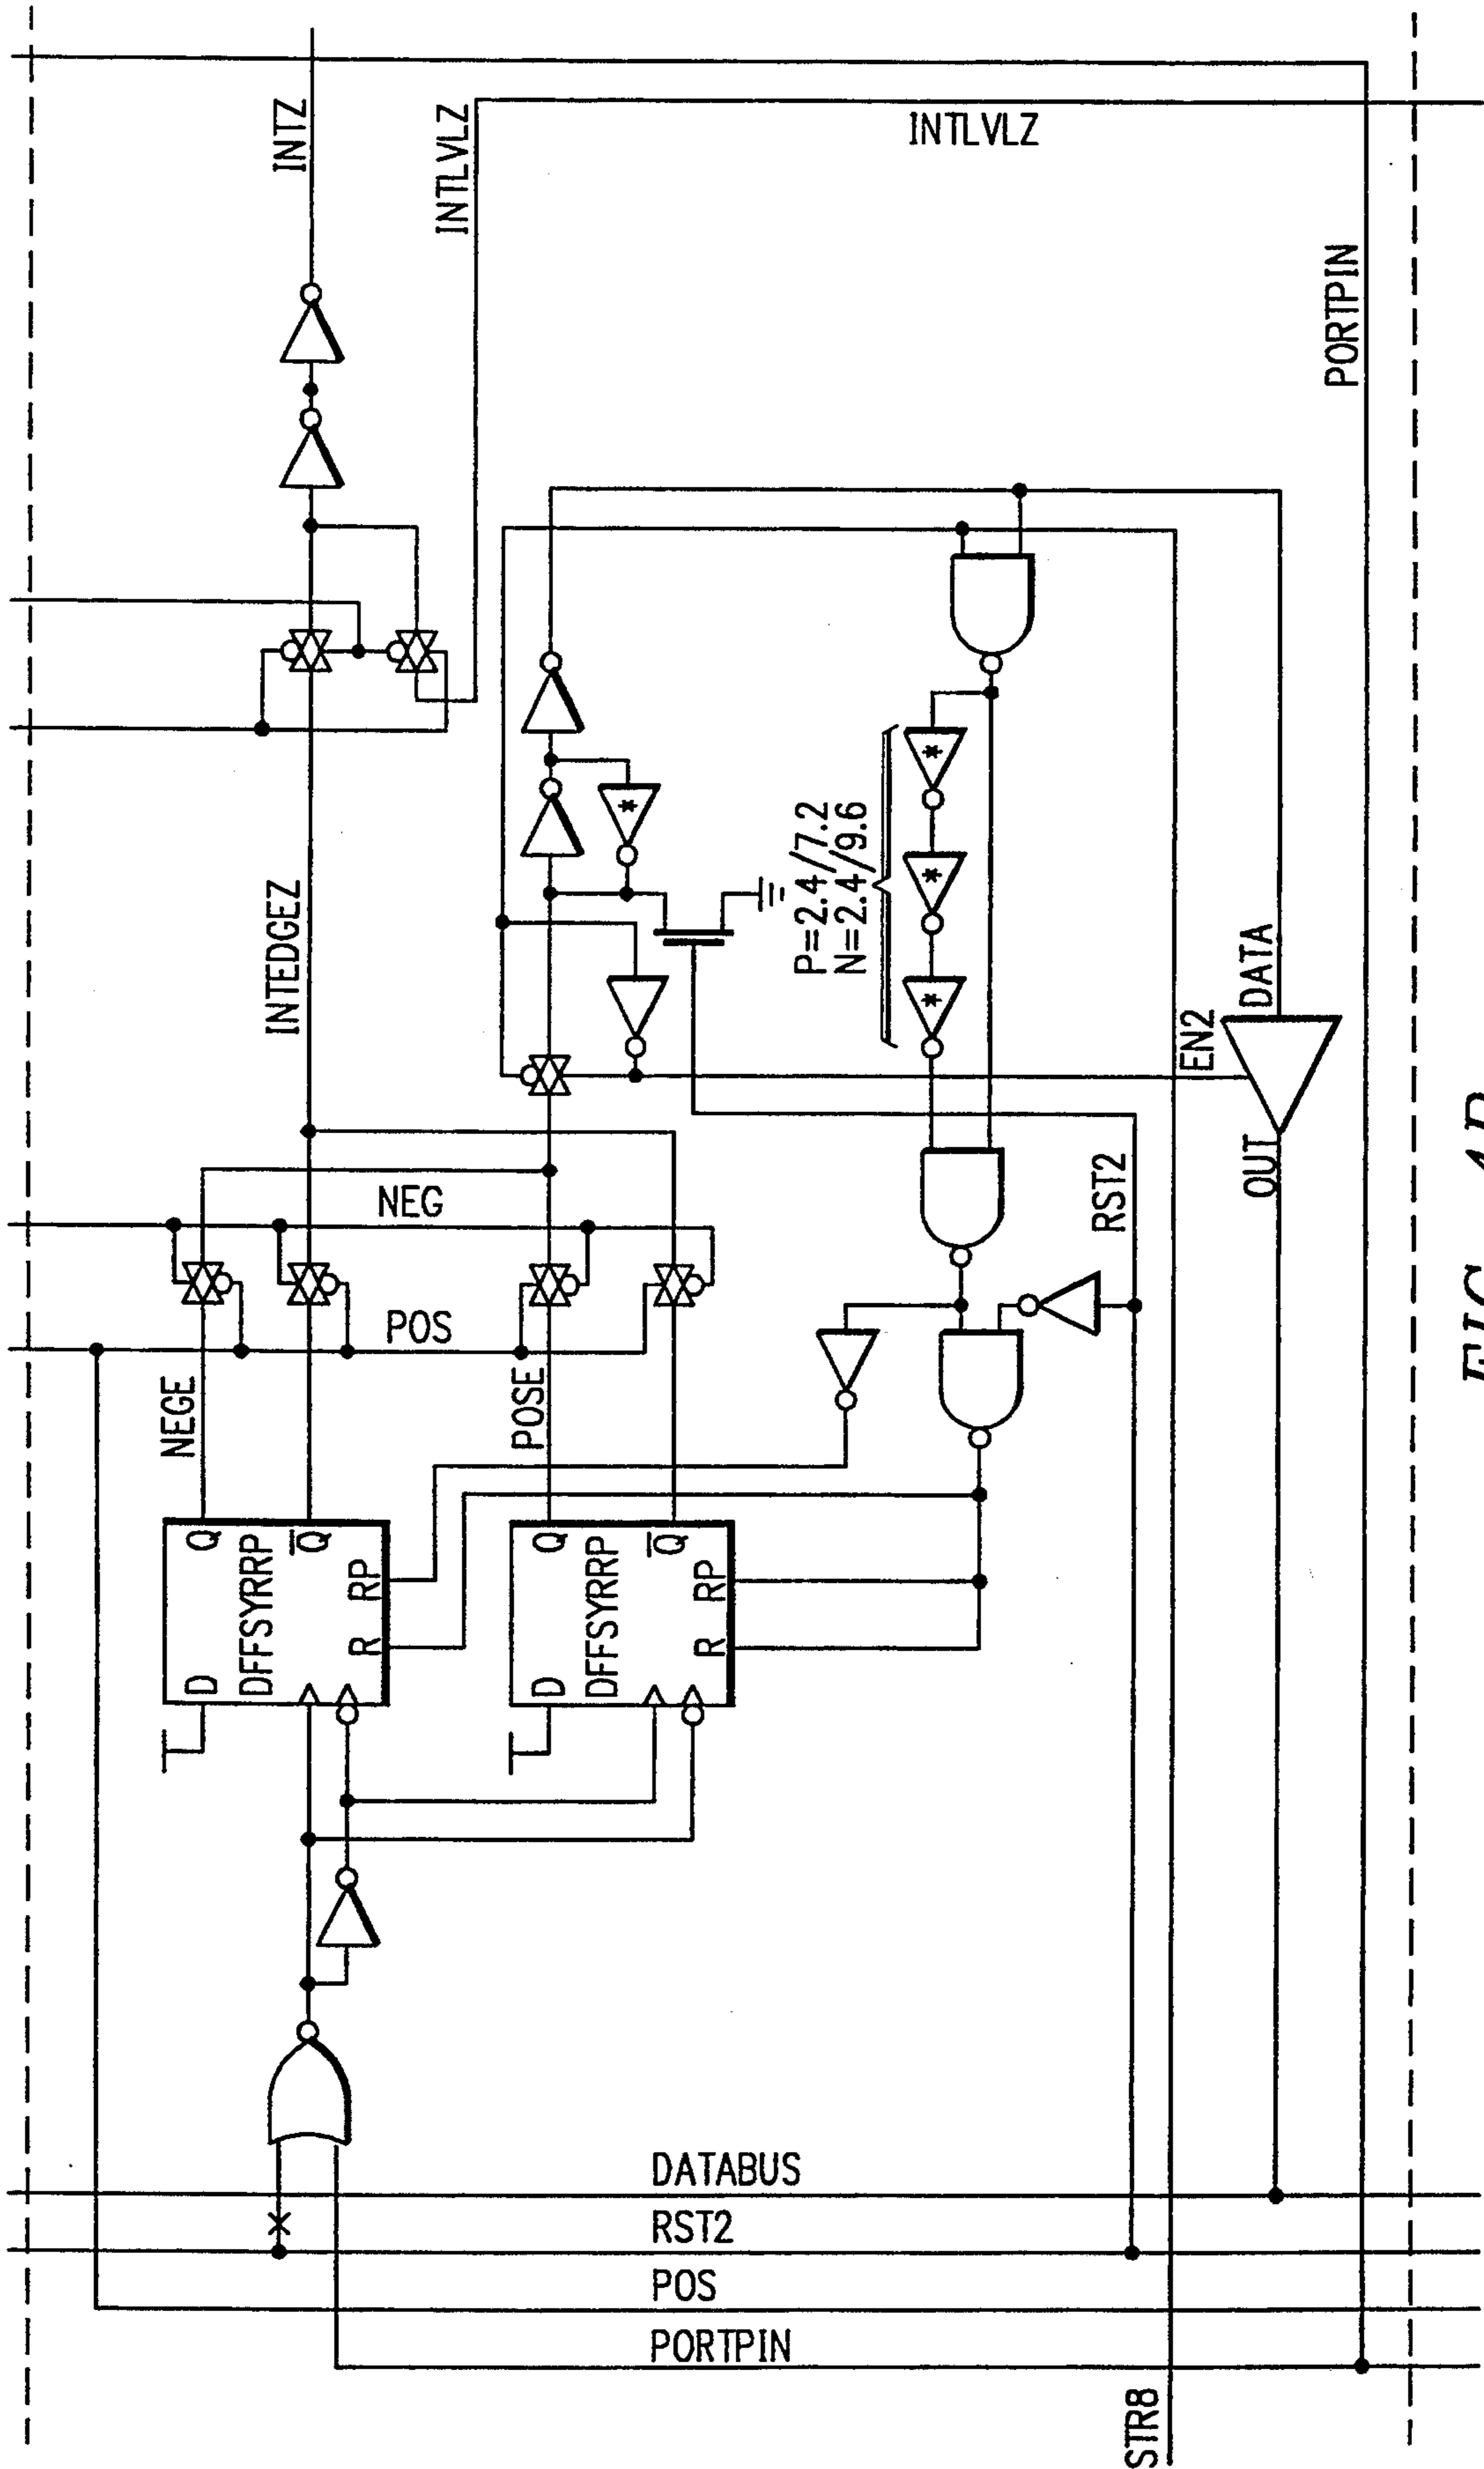 INTZ
INTLVLZ
INTLVLZ
PORTPIN
INTEDGEZ
P=2.4/7.2
N=2.4/9.6
*
*
*
*
NEG
POS
NEGE
POSE
EN2
DATA
OUT
RST2
D
Q
DFFSYRRP
Q
R
RP
D
Q
DFFSYRRP
Q
R
RP
DATABUS
RST2
POS
PORTPIN
STR8